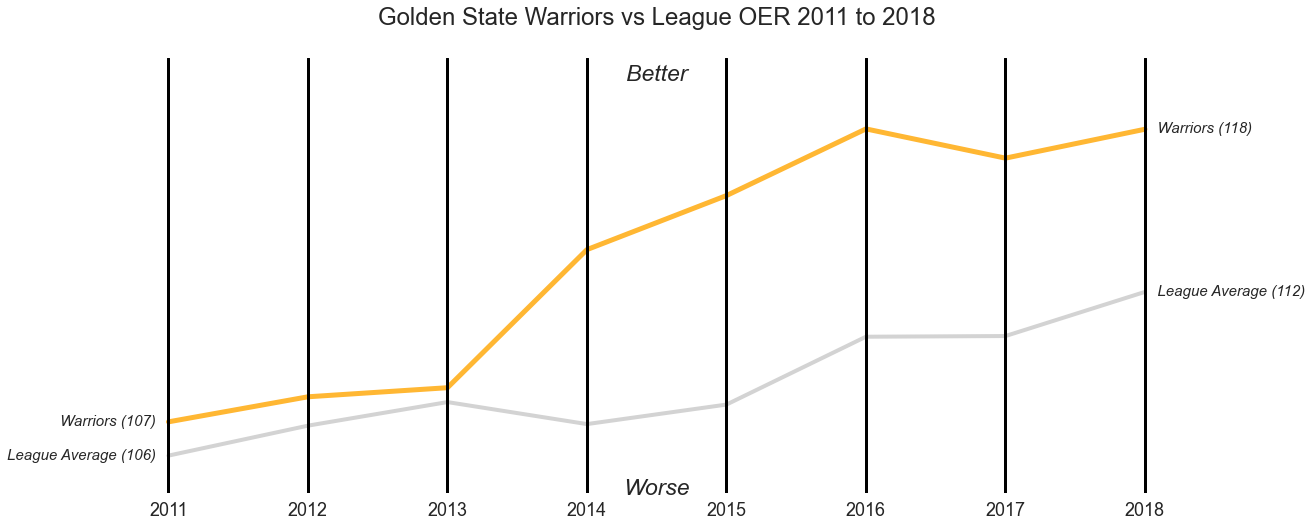 Golden State Warriors vs League OER 2011 to 2018
Better
Warriors (118)
League Average (112)
Warriors (107)
League Average (106)
Worse
2011 2012 2013 2014 2015 2016 2017 2018